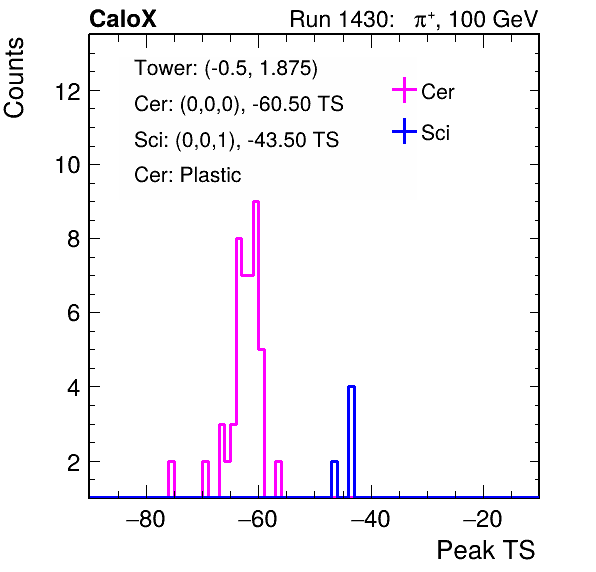 CaloX Run 1430: π⁺, 100 GeV
Counts
Tower: (-0.5, 1.875)
Cer: (0,0,0), -60.50 TS
Sci: (0,0,1), -43.50 TS
Cer: Plastic
Cer
Sci
12
10
8
6
4
2
−80 −60 −40 −20
Peak TS